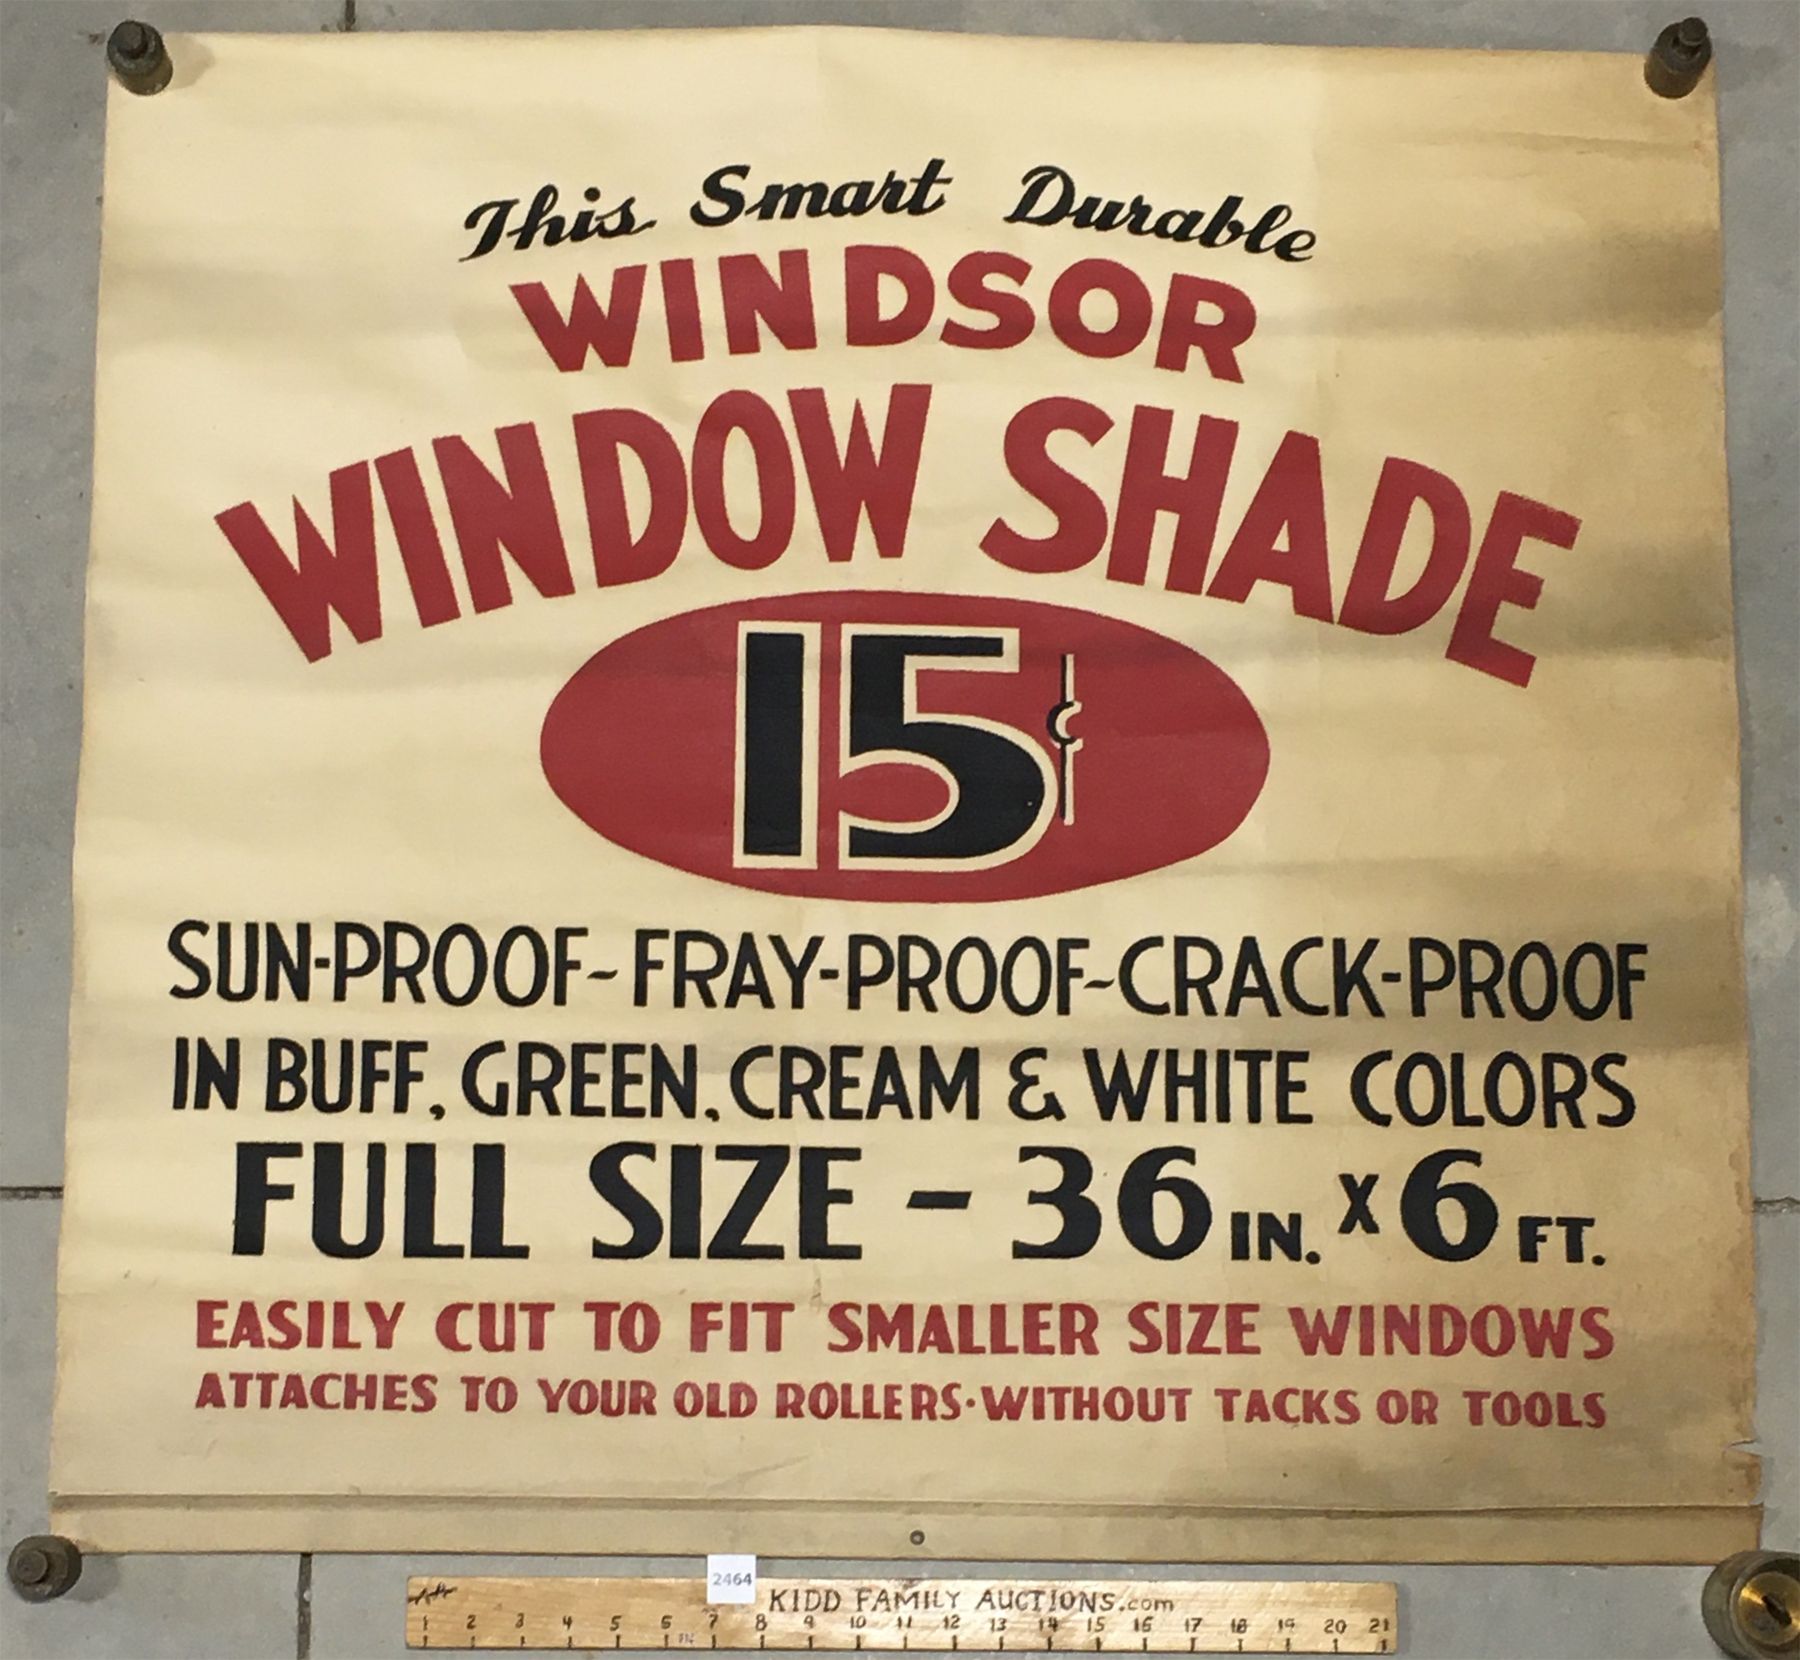 This Smart Durable
WINDSOR
WINDOW SHADE
15¢
SUN-PROOF~FRAY-PROOF~CRACK-PROOF
IN BUFF, GREEN, CREAM & WHITE COLORS
FULL SIZE - 36 IN. X 6 FT.
EASILY CUT TO FIT SMALLER SIZE WINDOWS
ATTACHES TO YOUR OLD ROLLERS·WITHOUT TACKS OR TOOLS
2464
KIDD FAMILY AUCTIONS.com
1 2 3 4 5 6 7 8 9 10 11 12 13 14 15 16 17 18 19 20 21